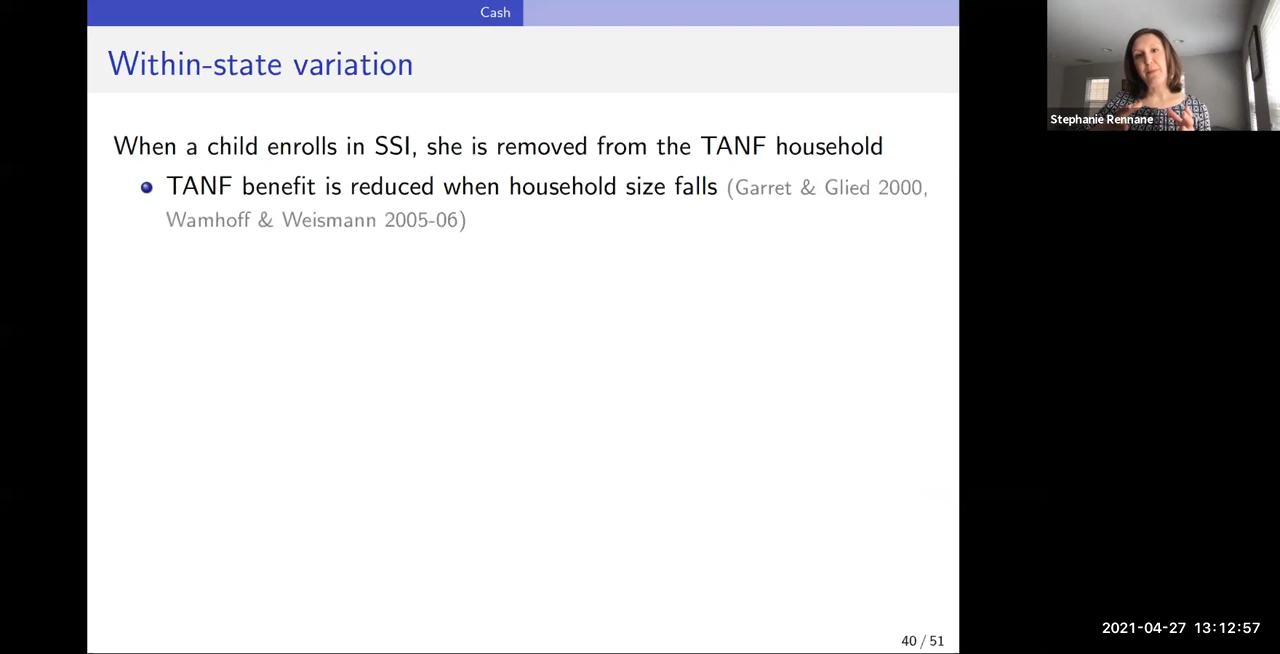 Cash
Within-state variation
When a child enrolls in SSI, she is removed from the TANF household
TANF benefit is reduced when household size falls (Garret & Glied 2000,
Wamhoff & Weismann 2005-06)
40 / 51
Stephanie Rennane
2021-04-27 13:12:57